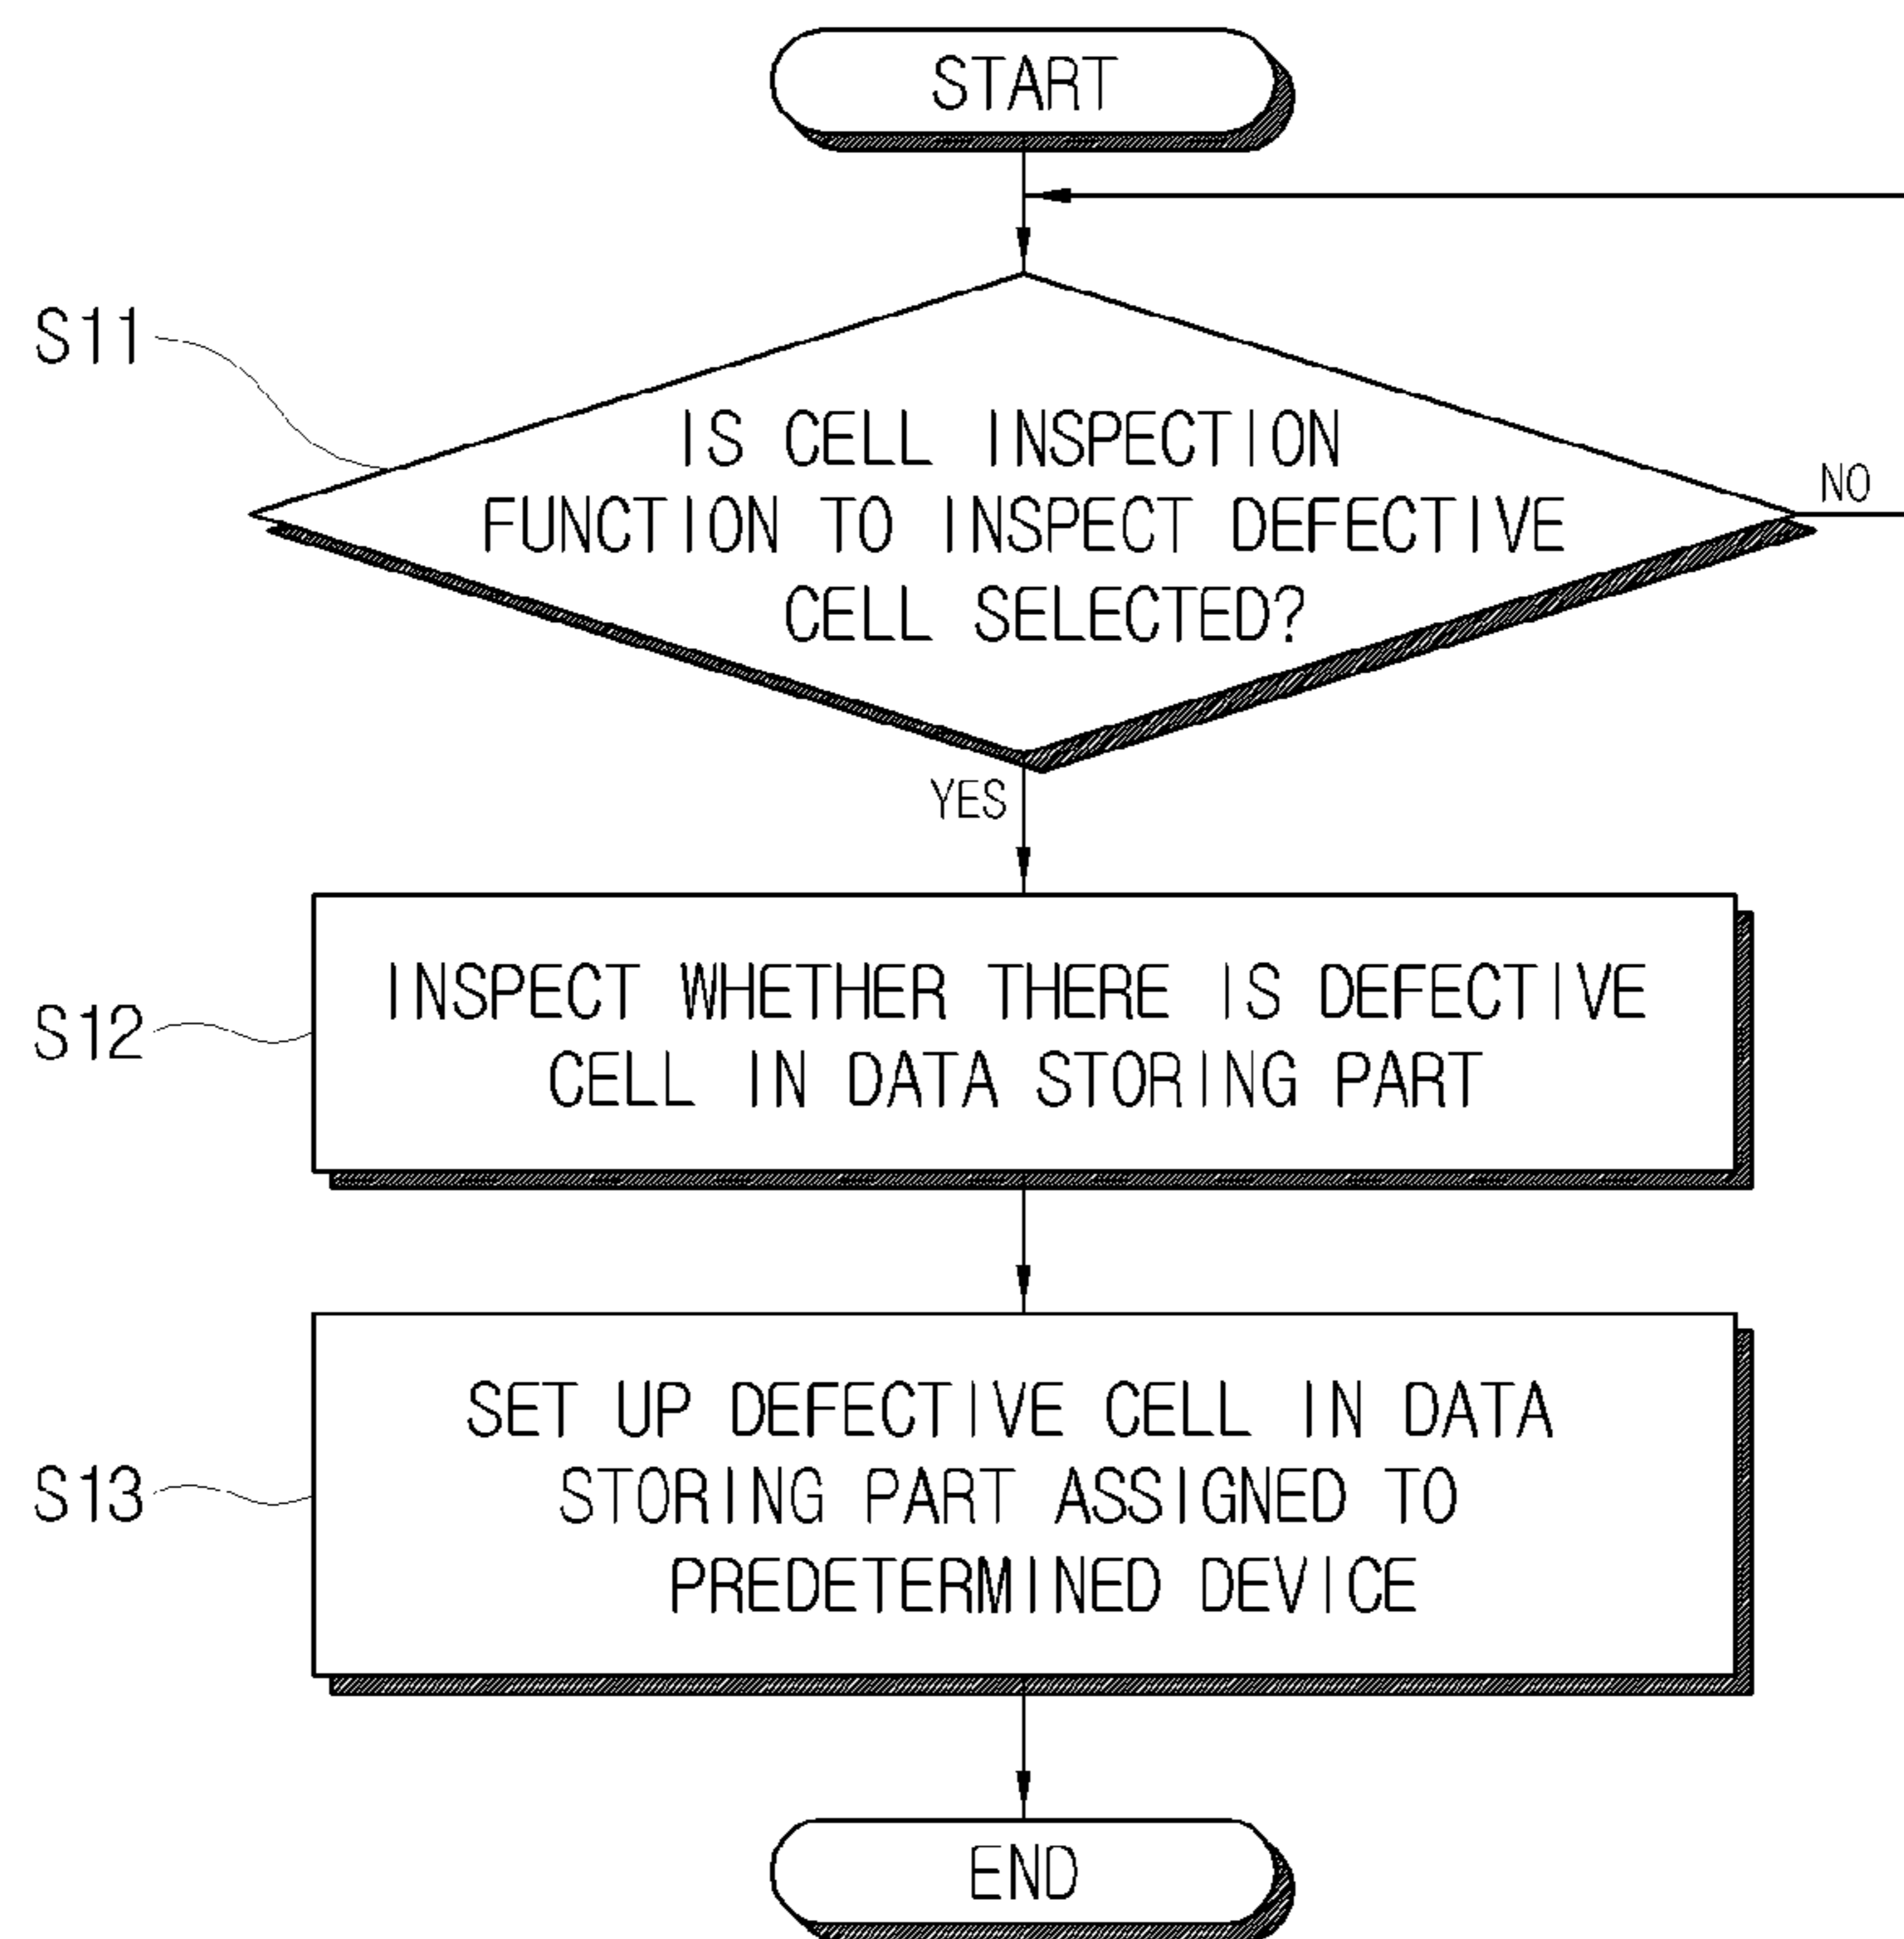 START
S11
IS CELL INSPECTION
FUNCTION TO INSPECT DEFECTIVE
CELL SELECTED?
NO
YES
S12
INSPECT WHETHER THERE IS DEFECTIVE
CELL IN DATA STORING PART
S13
SET UP DEFECTIVE CELL IN DATA
STORING PART ASSIGNED TO
PREDETERMINED DEVICE
END